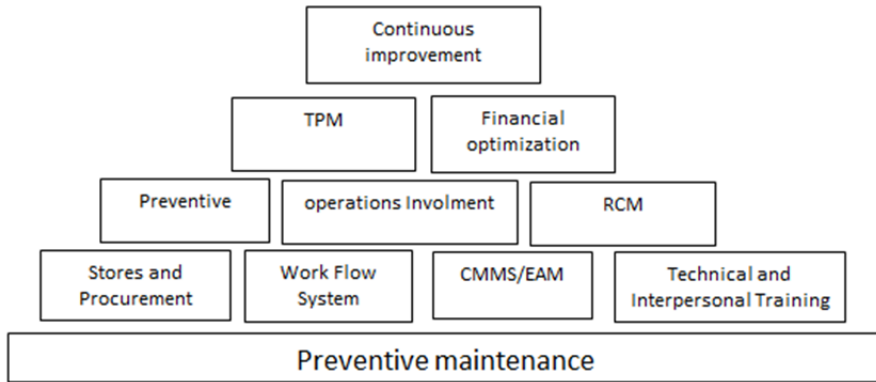 Continuous
improvement
TPM
Financial
optimization
Preventive
operations Involment
RCM
Stores and
Procurement
Work Flow
System
CMMS/EAM
Technical and
Interpersonal Training
Preventive maintenance